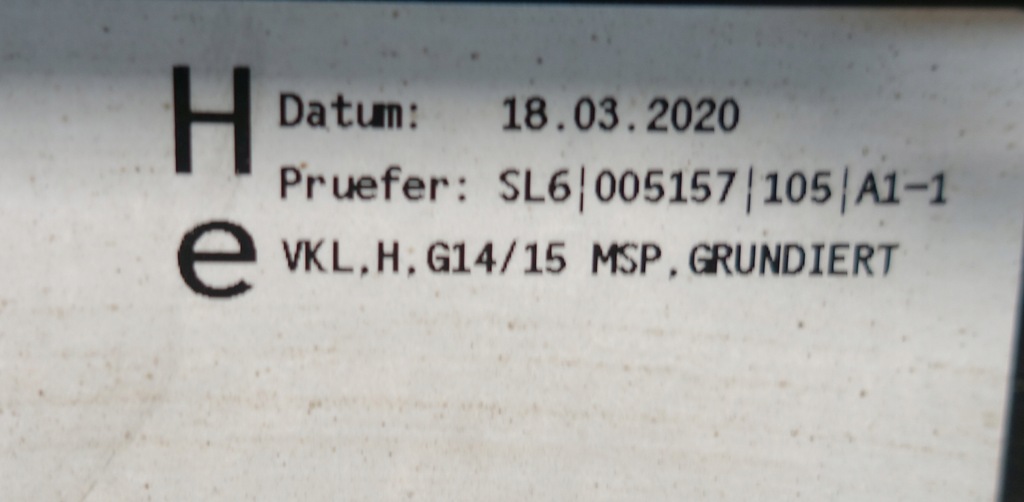 H Datum: 18.03.2020
Pruefer: SL6|005157|105|A1-1
e VKL,H,G14/15 MSP,GRUNDIERT